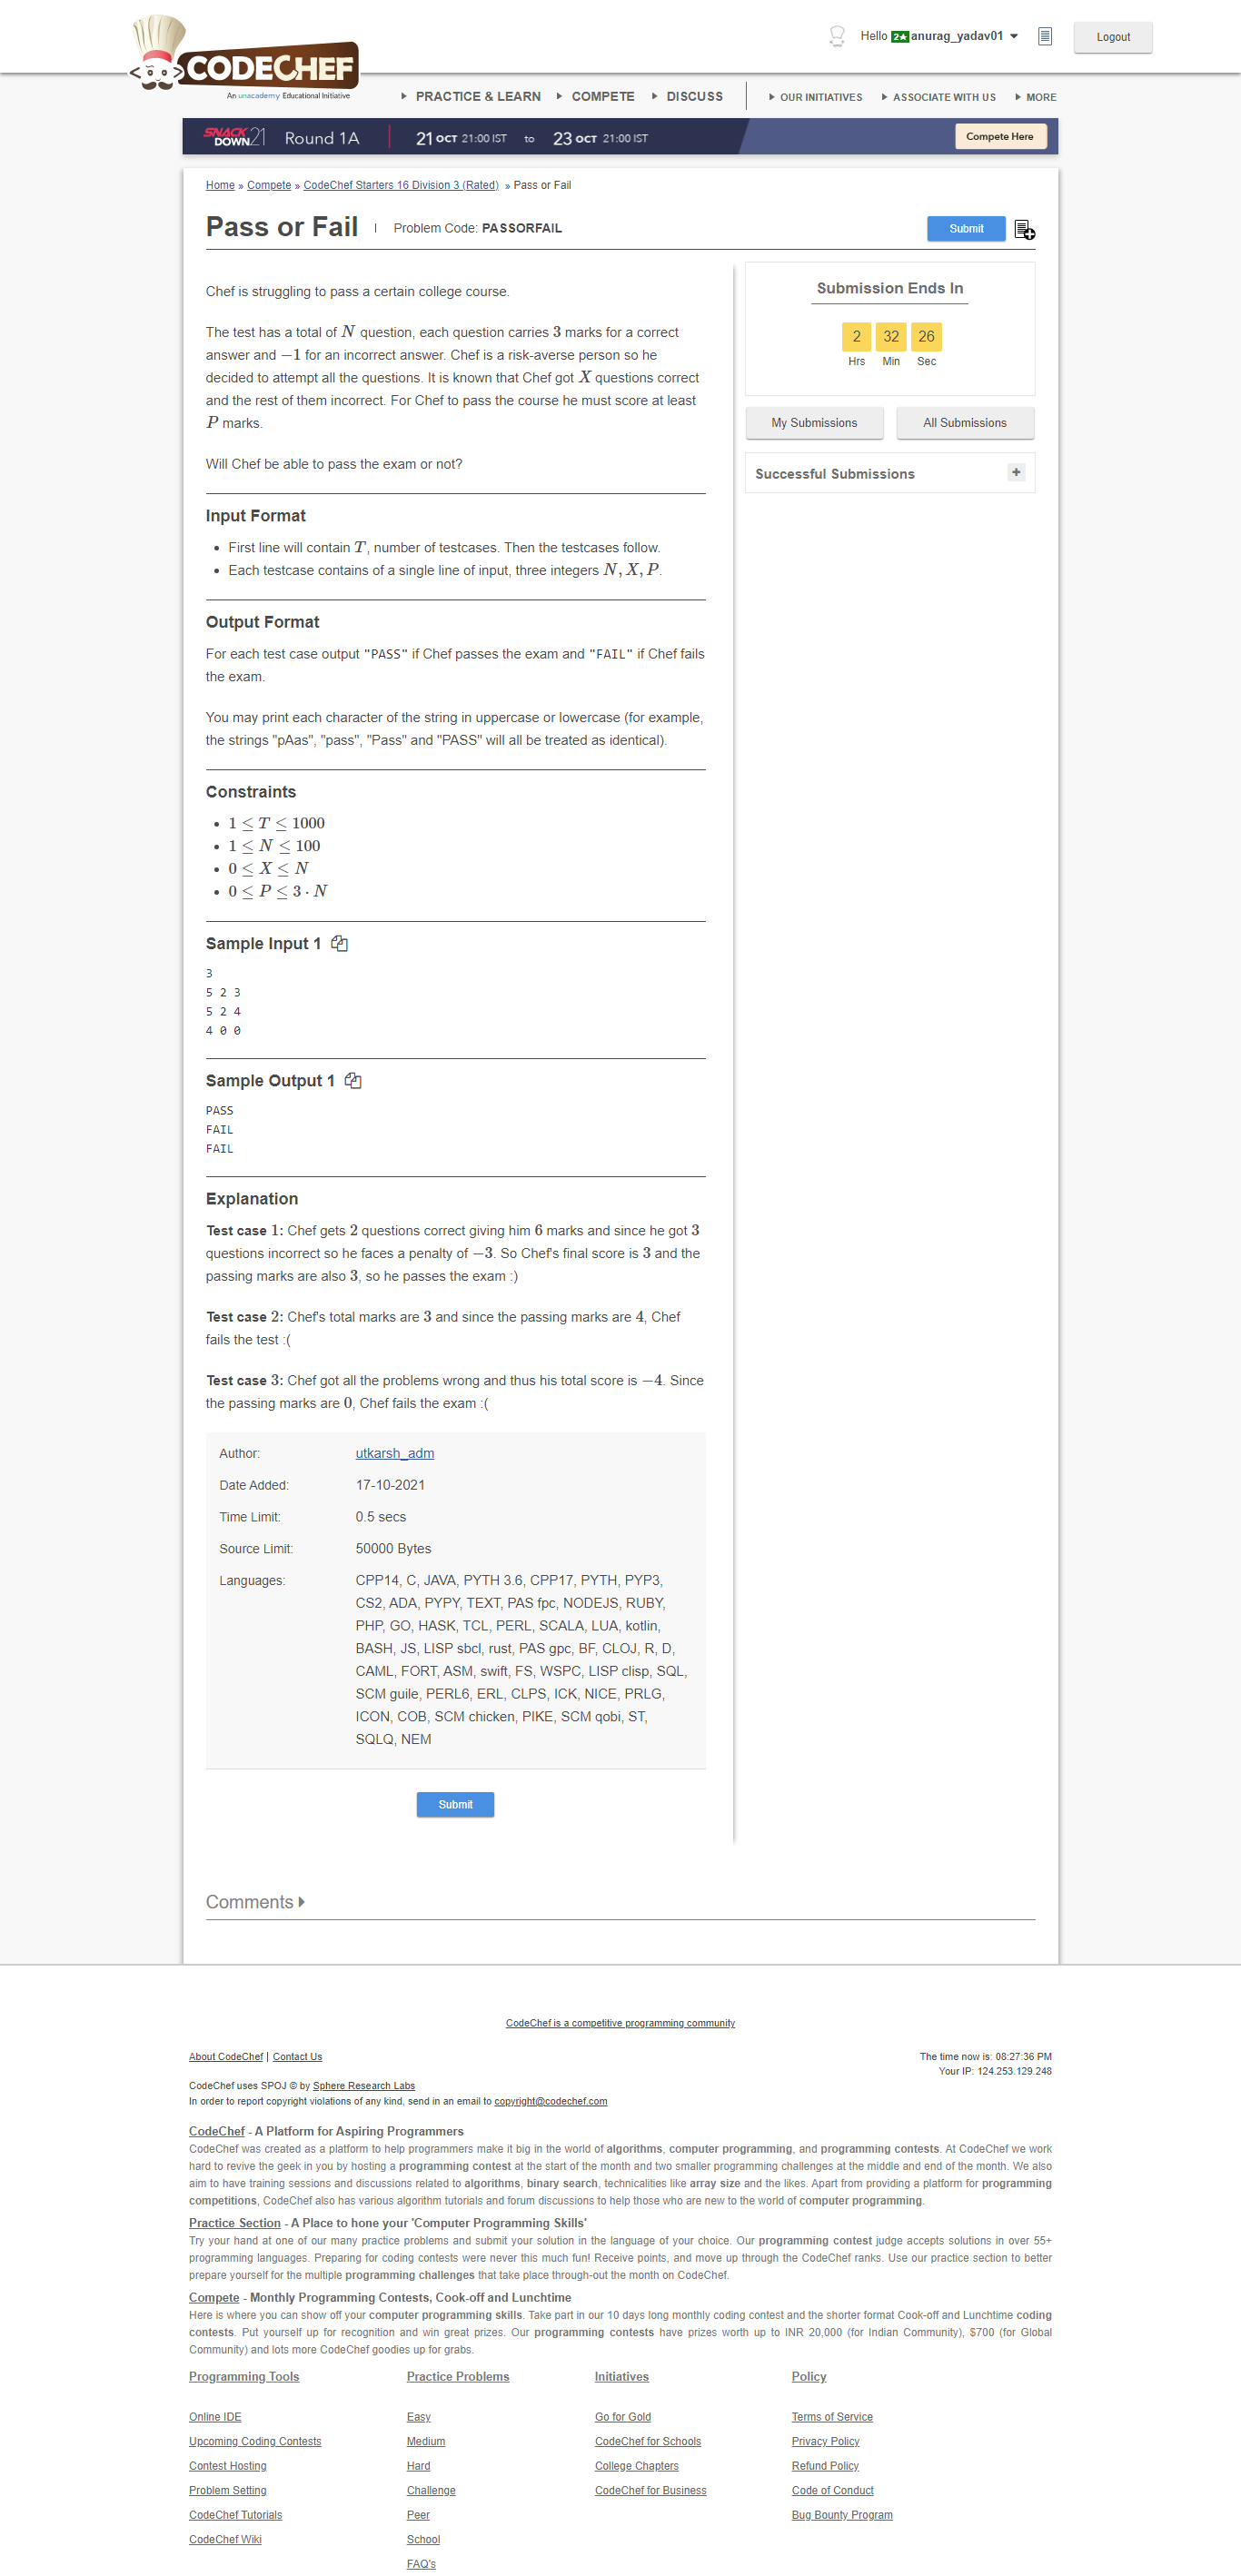 Hello 2★ anurag_yadav01
Logout
CODECHEF
An unacademy Educational Initiative
PRACTICE & LEARN COMPETE DISCUSS OUR INITIATIVES ASSOCIATE WITH US MORE
SNACK DOWN 21 Round 1A 21 OCT 21:00 IST to 23 OCT 21:00 IST Compete Here
Home » Compete » CodeChef Starters 16 Division 3 (Rated) » Pass or Fail
Pass or Fail | Problem Code: PASSORFAIL
Submit
Chef is struggling to pass a certain college course.
The test has a total of N question, each question carries 3 marks for a correct
answer and −1 for an incorrect answer. Chef is a risk-averse person so he
decided to attempt all the questions. It is known that Chef got X questions correct
and the rest of them incorrect. For Chef to pass the course he must score at least
P marks.
Will Chef be able to pass the exam or not?
Input Format
• First line will contain T, number of testcases. Then the testcases follow.
• Each testcase contains of a single line of input, three integers N, X, P.
Output Format
For each test case output "PASS" if Chef passes the exam and "FAIL" if Chef fails
the exam.
You may print each character of the string in uppercase or lowercase (for example,
the strings "pAas", "pass", "Pass" and "PASS" will all be treated as identical).
Constraints
• 1 ≤ T ≤ 1000
• 1 ≤ N ≤ 100
• 0 ≤ X ≤ N
• 0 ≤ P ≤ 3 · N
Sample Input 1
3
5 2 3
5 2 4
4 0 0
Sample Output 1
PASS
FAIL
FAIL
Explanation
Test case 1: Chef gets 2 questions correct giving him 6 marks and since he got 3
questions incorrect so he faces a penalty of −3. So Chef's final score is 3 and the
passing marks are also 3, so he passes the exam :)
Test case 2: Chef's total marks are 3 and since the passing marks are 4, Chef
fails the test :(
Test case 3: Chef got all the problems wrong and thus his total score is −4. Since
the passing marks are 0, Chef fails the exam :(
Author: utkarsh_adm
Date Added: 17-10-2021
Time Limit: 0.5 secs
Source Limit: 50000 Bytes
Languages: CPP14, C, JAVA, PYTH 3.6, CPP17, PYTH, PYP3,
CS2, ADA, PYPY, TEXT, PAS fpc, NODEJS, RUBY,
PHP, GO, HASK, TCL, PERL, SCALA, LUA, kotlin,
BASH, JS, LISP sbcl, rust, PAS gpc, BF, CLOJ, R, D,
CAML, FORT, ASM, swift, FS, WSPC, LISP clisp, SQL,
SCM guile, PERL6, ERL, CLPS, ICK, NICE, PRLG,
ICON, COB, SCM chicken, PIKE, SCM qobi, ST,
SQLQ, NEM
Submit
Submission Ends In
2 32 26
Hrs Min Sec
My Submissions All Submissions
Successful Submissions +
Comments
CodeChef is a competitive programming community
About CodeChef | Contact Us
The time now is: 08:27:36 PM
Your IP: 124.253.129.248
CodeChef uses SPOJ © by Sphere Research Labs
In order to report copyright violations of any kind, send in an email to copyright@codechef.com
CodeChef - A Platform for Aspiring Programmers
CodeChef was created as a platform to help programmers make it big in the world of algorithms, computer programming, and programming contests. At CodeChef we work
hard to revive the geek in you by hosting a programming contest at the start of the month and two smaller programming challenges at the middle and end of the month. We also
aim to have training sessions and discussions related to algorithms, binary search, technicalities like array size and the likes. Apart from providing a platform for programming
competitions, CodeChef also has various algorithm tutorials and forum discussions to help those who are new to the world of computer programming.
Practice Section - A Place to hone your 'Computer Programming Skills'
Try your hand at one of our many practice problems and submit your solution in the language of your choice. Our programming contest judge accepts solutions in over 55+
programming languages. Preparing for coding contests were never this much fun! Receive points, and move up through the CodeChef ranks. Use our practice section to better
prepare yourself for the multiple programming challenges that take place through-out the month on CodeChef.
Compete - Monthly Programming Contests, Cook-off and Lunchtime
Here is where you can show off your computer programming skills. Take part in our 10 days long monthly coding contest and the shorter format Cook-off and Lunchtime coding
contests. Put yourself up for recognition and win great prizes. Our programming contests have prizes worth up to INR 20,000 (for Indian Community), $700 (for Global
Community) and lots more CodeChef goodies up for grabs.
Programming Tools Practice Problems Initiatives Policy
Online IDE Easy Go for Gold Terms of Service
Upcoming Coding Contests Medium CodeChef for Schools Privacy Policy
Contest Hosting Hard College Chapters Refund Policy
Problem Setting Challenge CodeChef for Business Code of Conduct
CodeChef Tutorials Peer Bug Bounty Program
CodeChef Wiki School
FAQ's